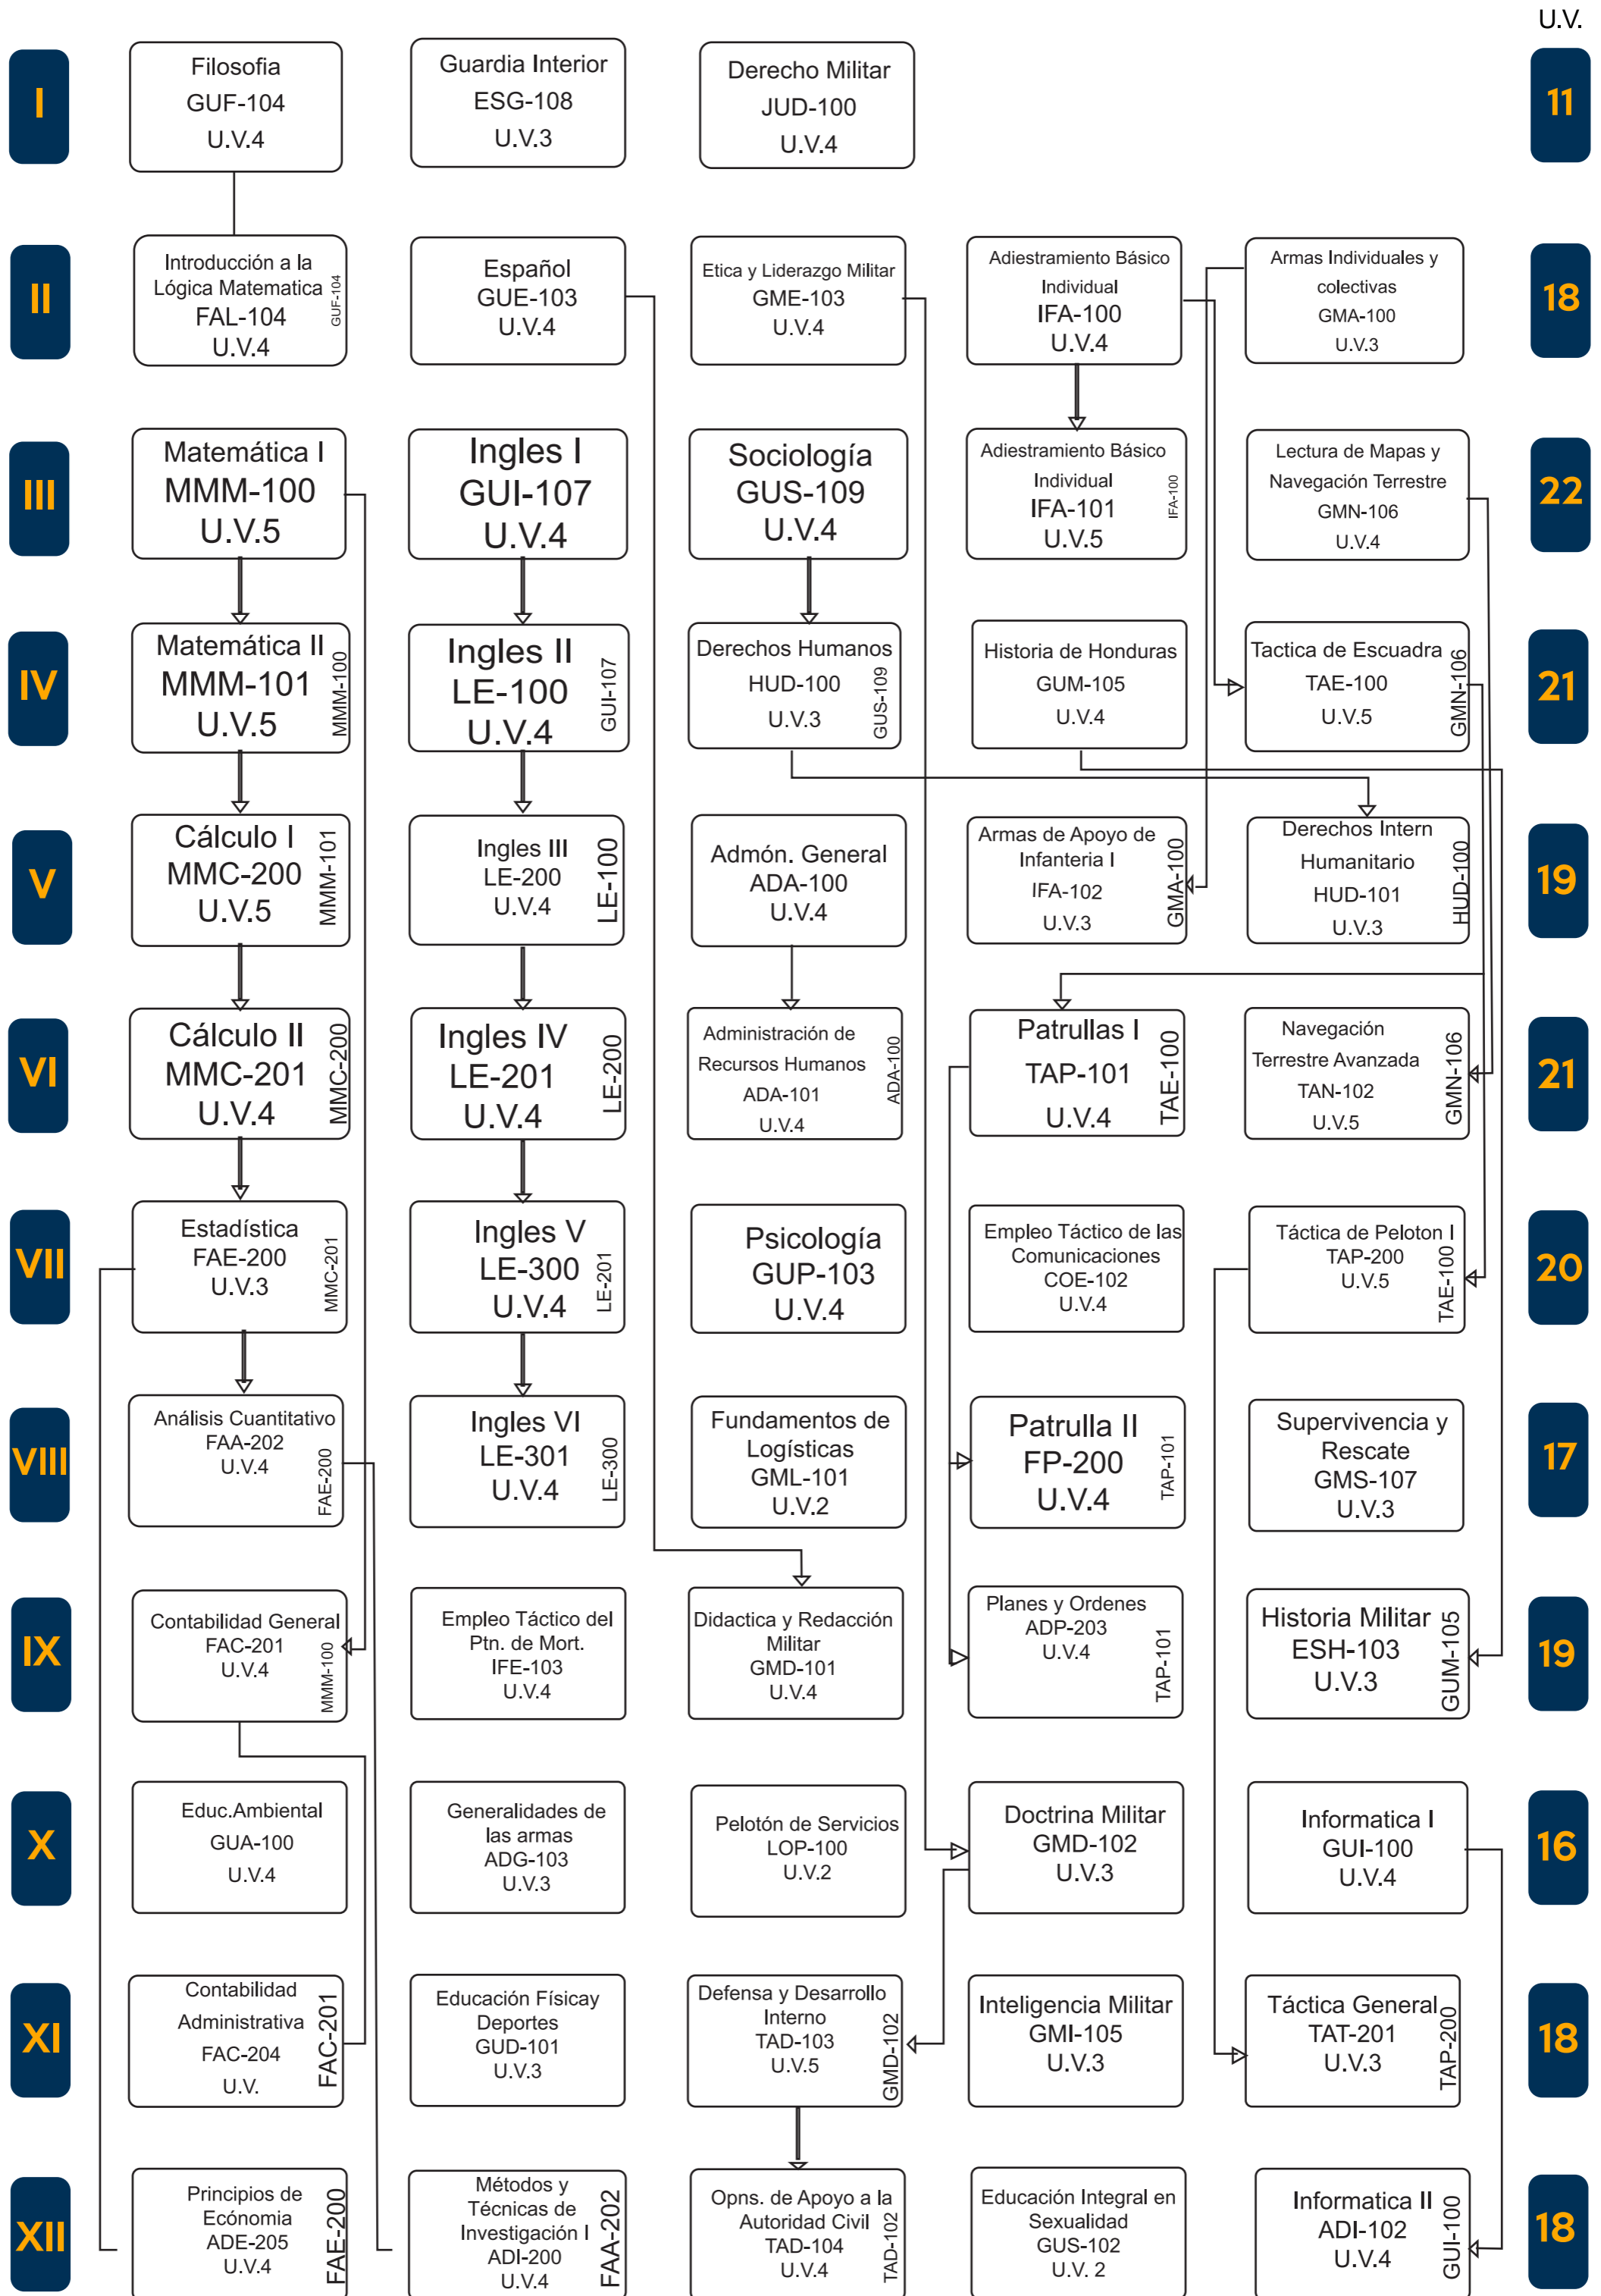 U.V.
I
Filosofia
GUF-104
U.V.4
Guardia Interior
ESG-108
U.V.3
Derecho Militar
JUD-100
U.V.4
11
II
Introducción a la
Lógica Matematica
FAL-104
U.V.4
GUF-104
Español
GUE-103
U.V.4
Etica y Liderazgo Militar
GME-103
U.V.4
Adiestramiento Básico
Individual
IFA-100
U.V.4
Armas Individuales y
colectivas
GMA-100
U.V.3
18
III
Matemática I
MMM-100
U.V.5
Ingles I
GUI-107
U.V.4
Sociología
GUS-109
U.V.4
Adiestramiento Básico
Individual
IFA-101
U.V.5
IFA-100
Lectura de Mapas y
Navegación Terrestre
GMN-106
U.V.4
22
IV
Matemática II
MMM-101
U.V.5
MMM-100
Ingles II
LE-100
U.V.4
GUI-107
Derechos Humanos
HUD-100
U.V.3
GUS-109
Historia de Honduras
GUM-105
U.V.4
Tactica de Escuadra
TAE-100
U.V.5
GMN-106
21
V
Cálculo I
MMC-200
U.V.5
MMM-101
Ingles III
LE-200
U.V.4
LE-100
Admón. General
ADA-100
U.V.4
Armas de Apoyo de
Infanteria I
IFA-102
U.V.3
GMA-100
Derechos Intern
Humanitario
HUD-101
U.V.3
HUD-100
19
VI
Cálculo II
MMC-201
U.V.4
MMC-200
Ingles IV
LE-201
U.V.4
LE-200
Administración de
Recursos Humanos
ADA-101
U.V.4
ADA-100
Patrullas I
TAP-101
U.V.4
TAE-100
Navegación
Terrestre Avanzada
TAN-102
U.V.5
GMN-106
21
VII
Estadística
FAE-200
U.V.3
MMC-201
Ingles V
LE-300
U.V.4
LE-201
Psicología
GUP-103
U.V.4
Empleo Táctico de las
Comunicaciones
COE-102
U.V.4
Táctica de Peloton I
TAP-200
U.V.5
TAE-100
20
VIII
Análisis Cuantitativo
FAA-202
U.V.4
FAE-200
Ingles VI
LE-301
U.V.4
LE-300
Fundamentos de
Logísticas
GML-101
U.V.2
Patrulla II
FP-200
U.V.4
TAP-101
Supervivencia y
Rescate
GMS-107
U.V.3
17
IX
Contabilidad General
FAC-201
U.V.4
MMM-100
Empleo Táctico del
Ptn. de Mort.
IFE-103
U.V.4
Didactica y Redacción
Militar
GMD-101
U.V.4
Planes y Ordenes
ADP-203
U.V.4
TAP-101
Historia Militar
ESH-103
U.V.3
GUM-105
19
X
Educ.Ambiental
GUA-100
U.V.4
Generalidades de
las armas
ADG-103
U.V.3
Pelotón de Servicios
LOP-100
U.V.2
Doctrina Militar
GMD-102
U.V.3
Informatica I
GUI-100
U.V.4
16
XI
Contabilidad
Administrativa
FAC-204
U.V.
FAC-201
Educación Físicay
Deportes
GUD-101
U.V.3
Defensa y Desarrollo
Interno
TAD-103
U.V.5
GMD-102
Inteligencia Militar
GMI-105
U.V.3
Táctica General
TAT-201
U.V.3
TAP-200
18
XII
Principios de
Ecónomia
ADE-205
U.V.4
FAE-200
Métodos y
Técnicas de
Investigación I
ADI-200
U.V.4
FAA-202
Opns. de Apoyo a la
Autoridad Civil
TAD-104
U.V.4
TAD-102
Educación Integral en
Sexualidad
GUS-102
U.V. 2
Informatica II
ADI-102
U.V.4
GUI-100
18